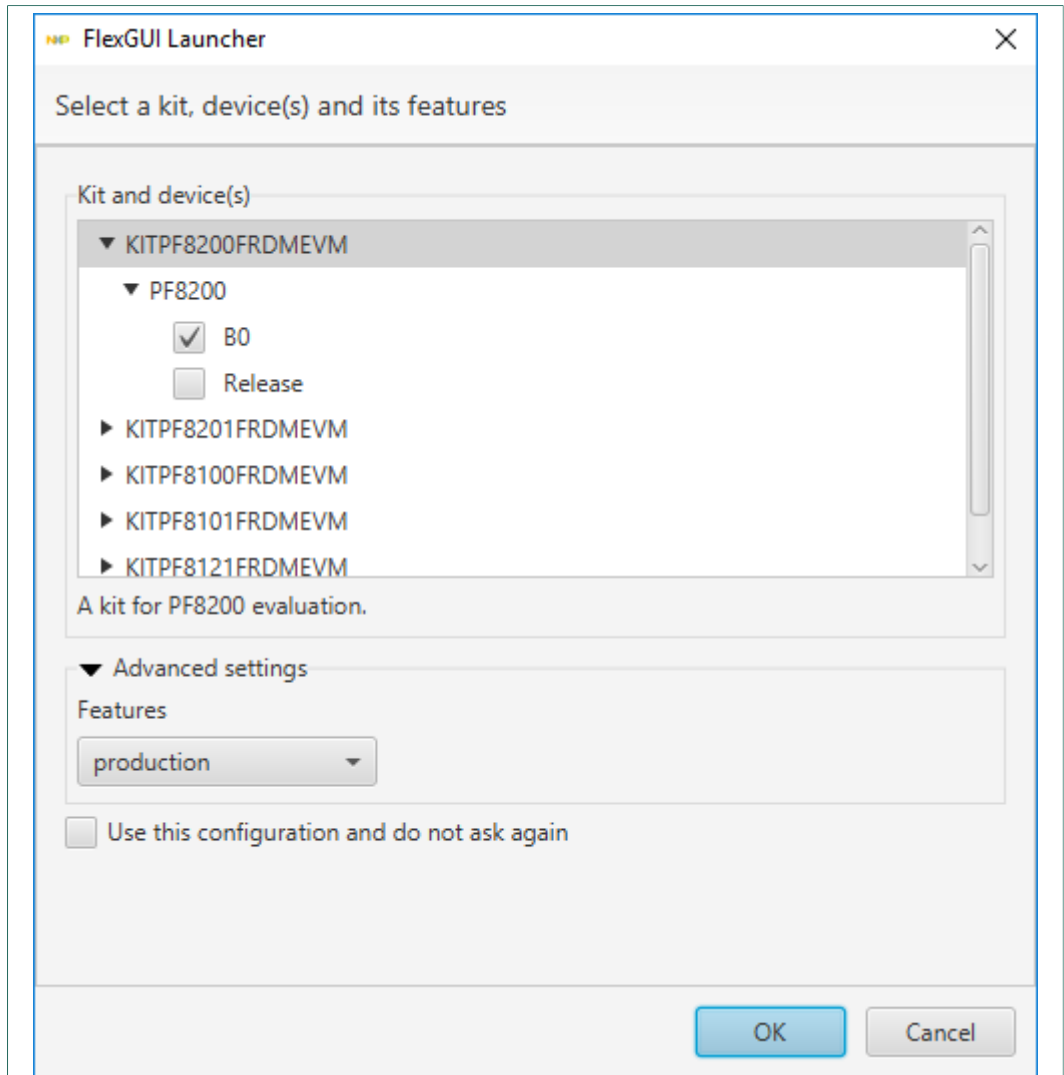 NXP FlexGUI Launcher
Select a kit, device(s) and its features
Kit and device(s)
KITPF8200FRDMEVM
PF8200
B0
Release
KITPF8201FRDMEVM
KITPF8100FRDMEVM
KITPF8101FRDMEVM
KITPF8121FRDMEVM
A kit for PF8200 evaluation.
Advanced settings
Features
production
Use this configuration and do not ask again
OK Cancel